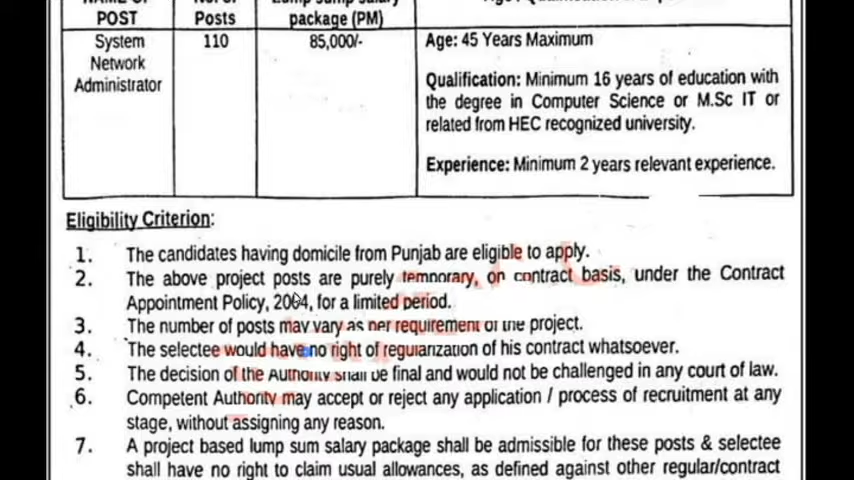 POST
Posts
package (PM)
System Network Administrator
110
85,000/-
Age: 45 Years Maximum
Qualification: Minimum 16 years of education with
the degree in Computer Science or M.Sc IT or
related from HEC recognized university.
Experience: Minimum 2 years relevant experience.
Eligibility Criterion:
1. The candidates having domicile from Punjab are eligible to apply.
2. The above project posts are purely temporary, on contract basis, under the Contract
Appointment Policy, 2004, for a limited period.
3. The number of posts may vary as per requirement of the project.
4. The selectee would have no right of regularization of his contract whatsoever.
5. The decision of the Authority shall be final and would not be challenged in any court of law.
6. Competent Authority may accept or reject any application / process of recruitment at any
stage, without assigning any reason.
7. A project based lump sum salary package shall be admissible for these posts & selectee
shall have no right to claim usual allowances, as defined against other regular/contract